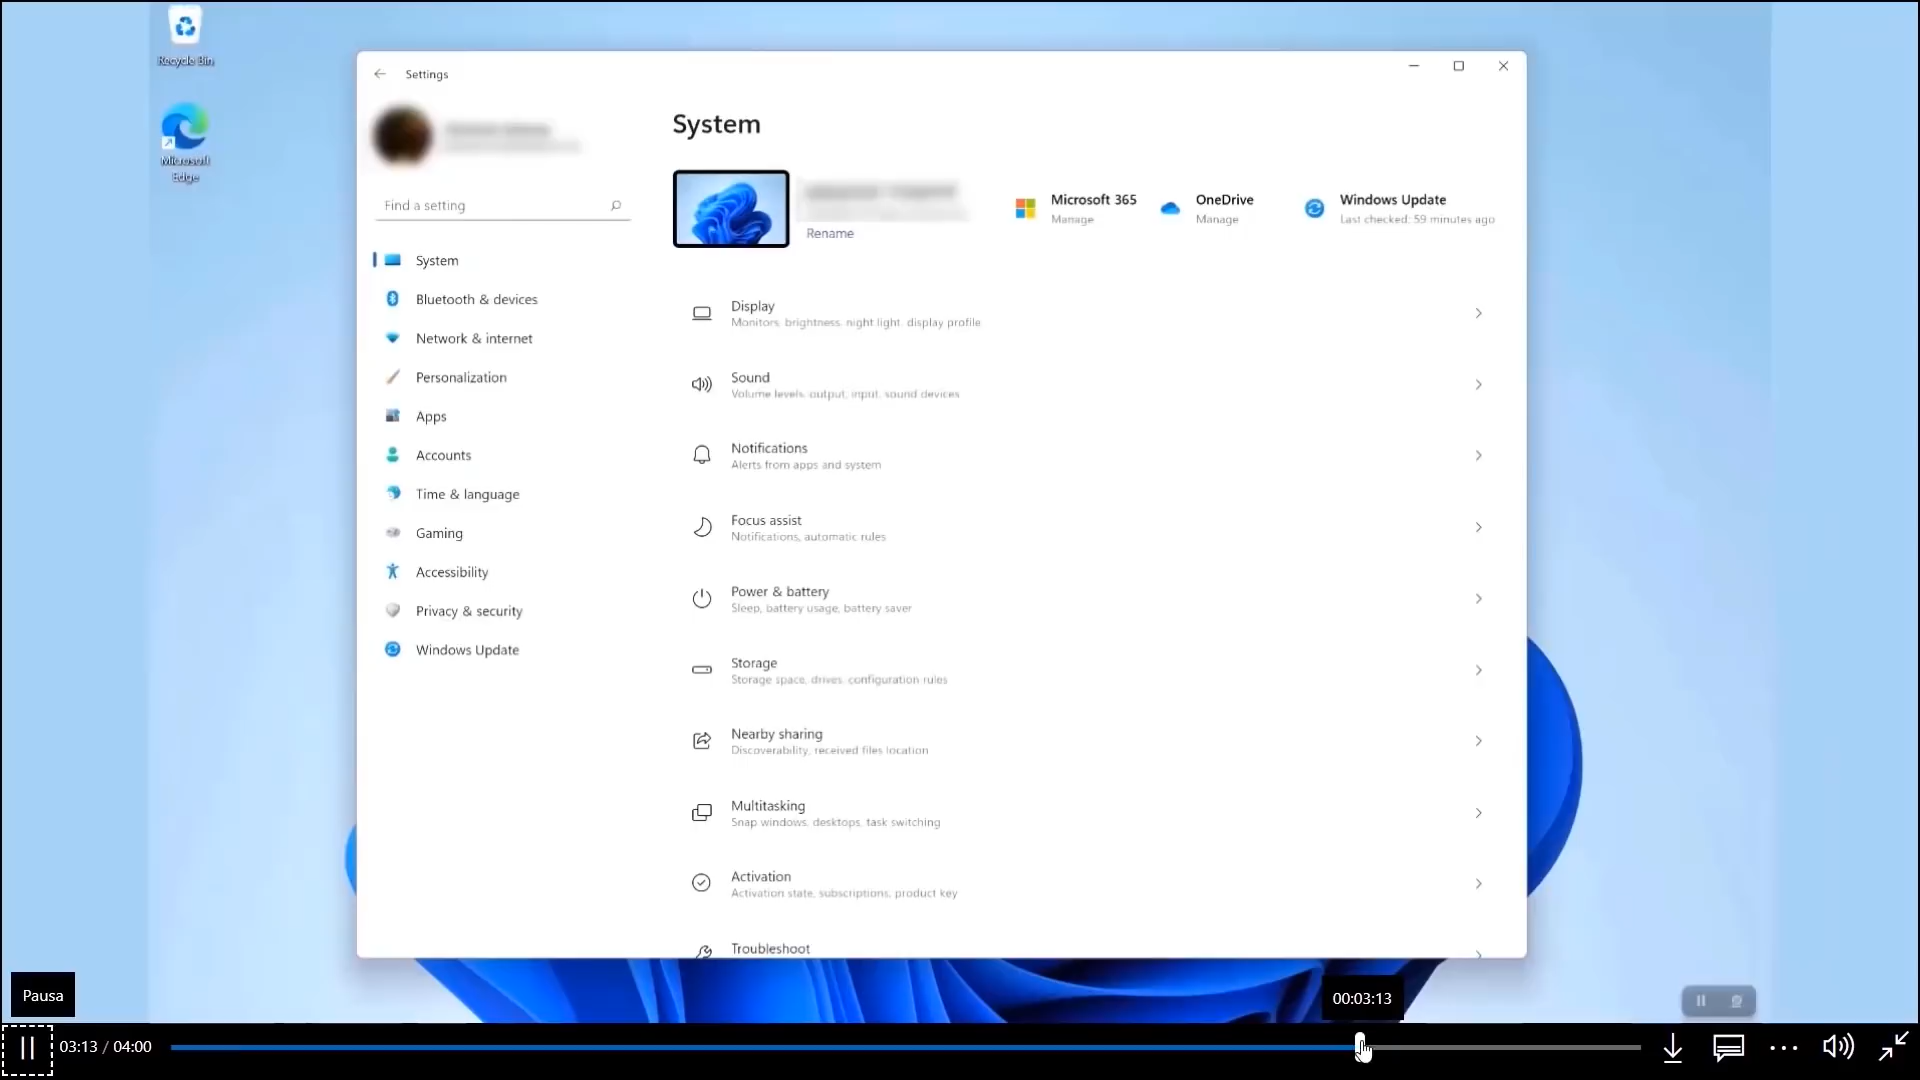 Recycle Bin
Microsoft
Edge
Settings
Find a setting
System
Bluetooth & devices
Network & internet
Personalization
Apps
Accounts
Time & language
Gaming
Accessibility
Privacy & security
Windows Update
System
Rename
Microsoft 365
Manage
OneDrive
Manage
Windows Update
Last checked: 59 minutes ago
Display
Monitors, brightness, night light, display profile
Sound
Volume levels, output, input, sound devices
Notifications
Alerts from apps and system
Focus assist
Notifications, automatic rules
Power & battery
Sleep, battery usage, battery saver
Storage
Storage space, drives, configuration rules
Nearby sharing
Discoverability, received files location
Multitasking
Snap windows, desktops, task switching
Activation
Activation state, subscriptions, product key
Troubleshoot
Pausa
00:03:13
03:13 / 04:00